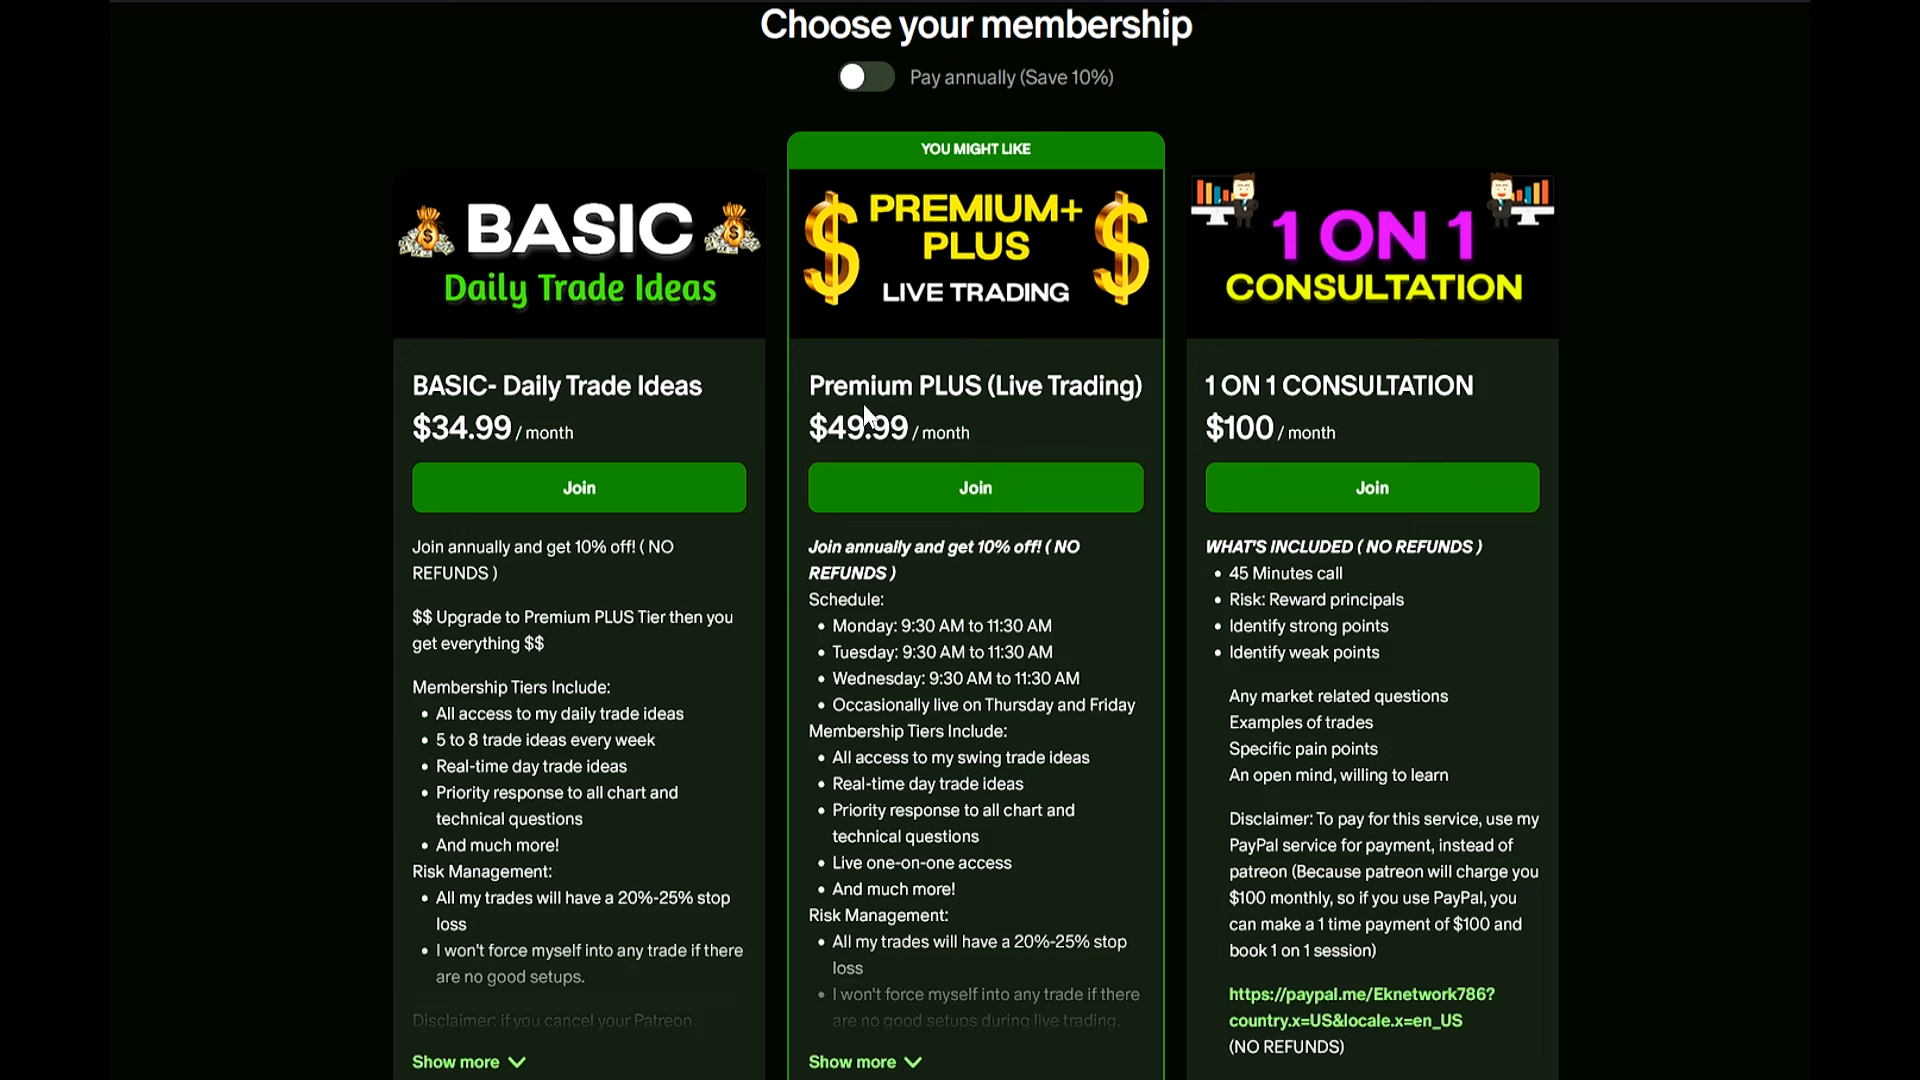 Choose your membership
Pay annually (Save 10%)
BASIC
Daily Trade Ideas
BASIC- Daily Trade Ideas
$34.99 / month
Join
Join annually and get 10% off! ( NO
REFUNDS )
$$ Upgrade to Premium PLUS Tier then you
get everything $$
Membership Tiers Include:
• All access to my daily trade ideas
• 5 to 8 trade ideas every week
• Real-time day trade ideas
• Priority response to all chart and
technical questions
• And much more!
Risk Management:
• All my trades will have a 20%-25% stop
loss
• I won't force myself into any trade if there
are no good setups.
Disclaimer: if you cancel your Patreon
Show more
YOU MIGHT LIKE
PREMIUM+
PLUS
LIVE TRADING
Premium PLUS (Live Trading)
$49.99 / month
Join
Join annually and get 10% off! ( NO
REFUNDS )
Schedule:
• Monday: 9:30 AM to 11:30 AM
• Tuesday: 9:30 AM to 11:30 AM
• Wednesday: 9:30 AM to 11:30 AM
• Occasionally live on Thursday and Friday
Membership Tiers Include:
• All access to my swing trade ideas
• Real-time day trade ideas
• Priority response to all chart and
technical questions
• Live one-on-one access
• And much more!
Risk Management:
• All my trades will have a 20%-25% stop
loss
• I won't force myself into any trade if there
are no good setups during live trading.
Show more
1 ON 1
CONSULTATION
1 ON 1 CONSULTATION
$100 / month
Join
WHAT'S INCLUDED ( NO REFUNDS )
• 45 Minutes call
• Risk: Reward principals
• Identify strong points
• Identify weak points
Any market related questions
Examples of trades
Specific pain points
An open mind, willing to learn
Disclaimer: To pay for this service, use my
PayPal service for payment, instead of
patreon (Because patreon will charge you
$100 monthly, so if you use PayPal, you
can make a 1 time payment of $100 and
book 1 on 1 session)
https://paypal.me/Eknetwork786?
country.x=US&locale.x=en_US
(NO REFUNDS)